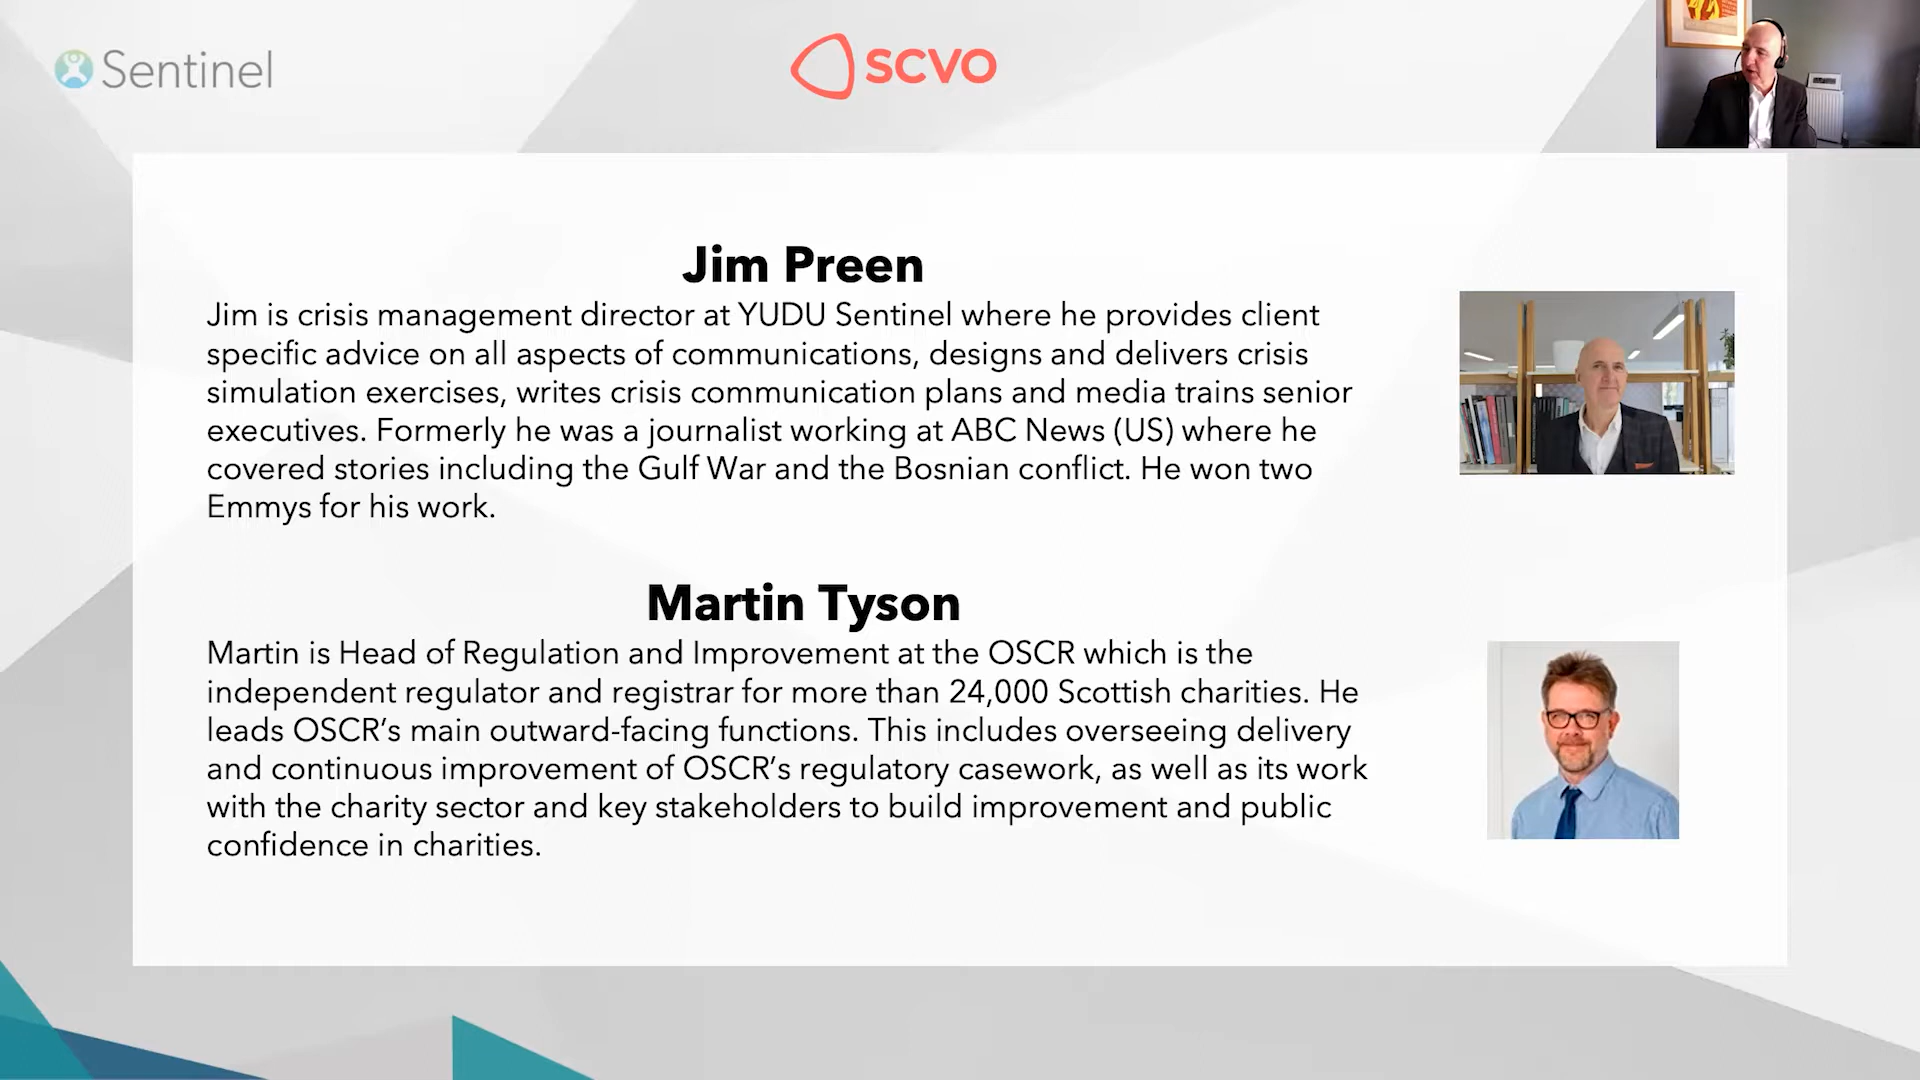 Sentinel
scvo
Jim Preen
Jim is crisis management director at YUDU Sentinel where he provides client
specific advice on all aspects of communications, designs and delivers crisis
simulation exercises, writes crisis communication plans and media trains senior
executives. Formerly he was a journalist working at ABC News (US) where he
covered stories including the Gulf War and the Bosnian conflict. He won two
Emmys for his work.
Martin Tyson
Martin is Head of Regulation and Improvement at the OSCR which is the
independent regulator and registrar for more than 24,000 Scottish charities. He
leads OSCR’s main outward-facing functions. This includes overseeing delivery
and continuous improvement of OSCR’s regulatory casework, as well as its work
with the charity sector and key stakeholders to build improvement and public
confidence in charities.